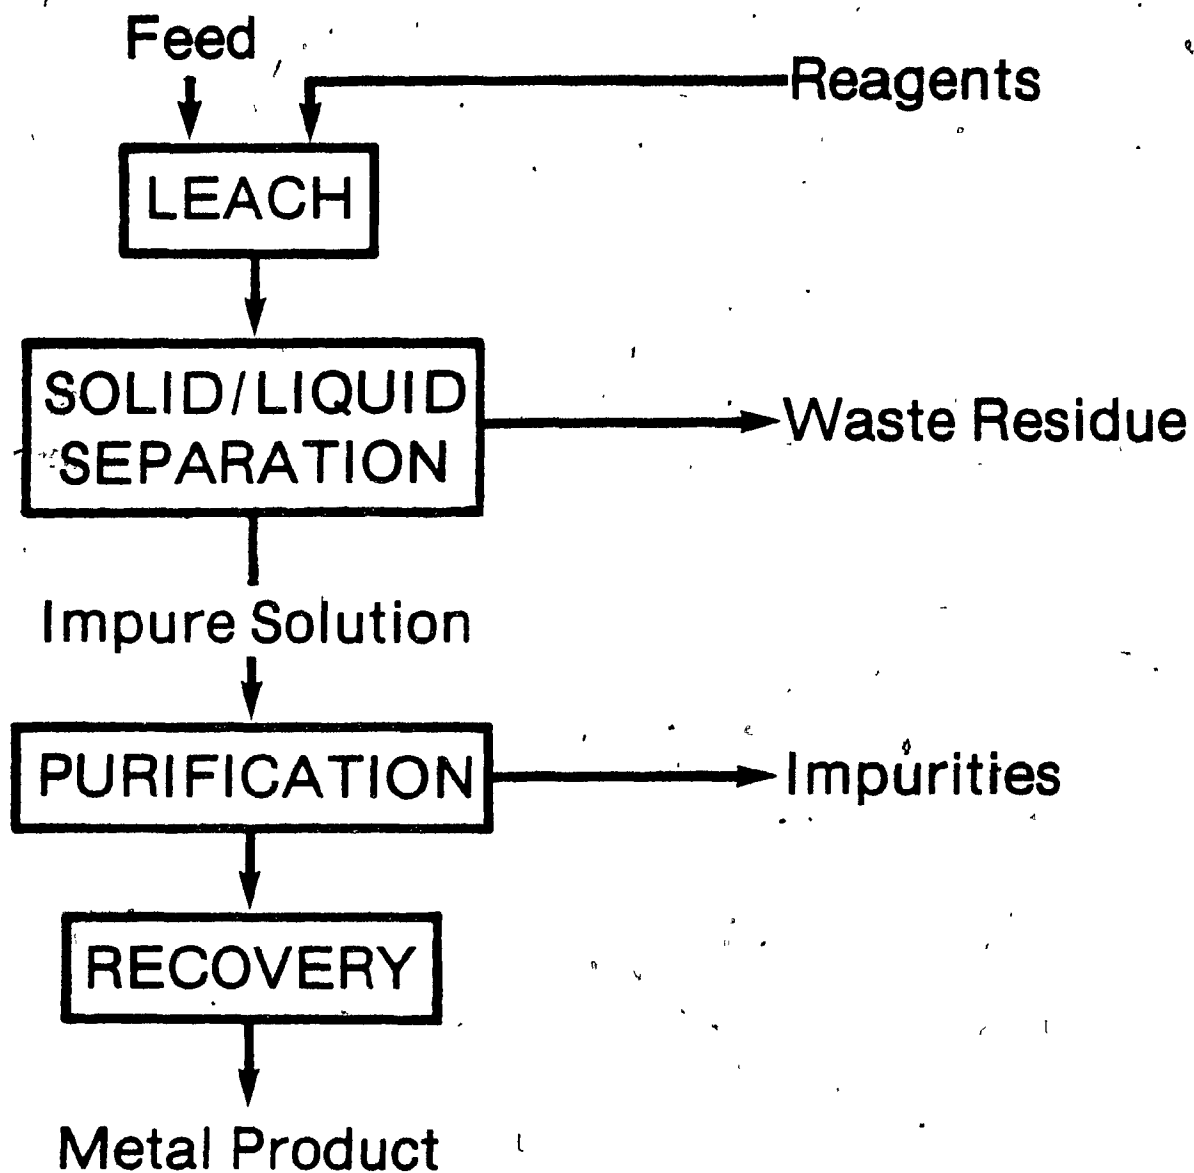 Feed
Reagents
LEACH
SOLID/LIQUID
SEPARATION
Waste Residue
Impure Solution
PURIFICATION
Impurities
RECOVERY
Metal Product